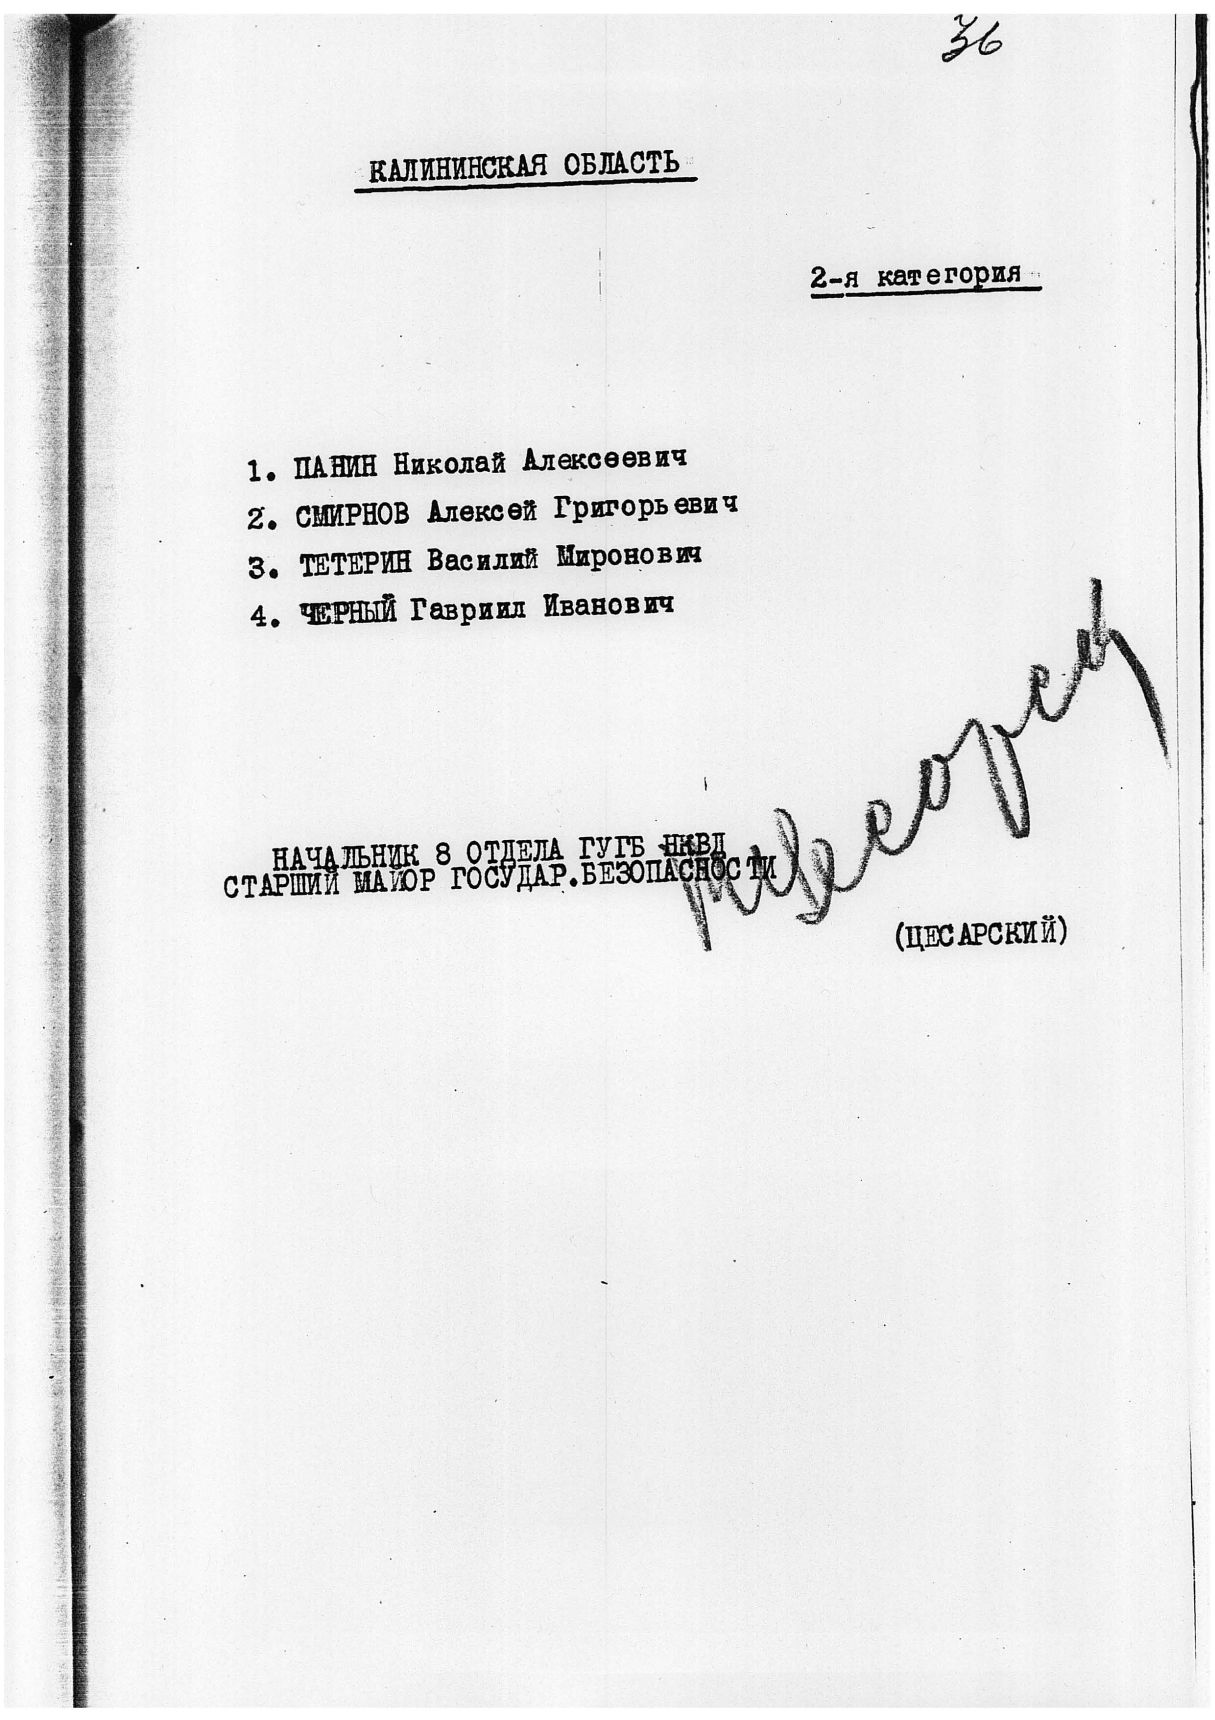 36
КАЛИНИНСКАЯ ОБЛАСТЬ
2-я категория
1. ПАНИН Николай Алексеевич
2. СМИРНОВ Алексей Григорьевич
3. ТЕТЕРИН Василий Миронович
4. ЧЕРНЫЙ Гавриил Иванович
НАЧАЛЬНИК 8 ОТДЕЛА ГУГБ НКВД
СТАРШИЙ МАЙОР ГОСУДАР.БЕЗОПАСНОСТИ
(ЦЕСАРСКИЙ)